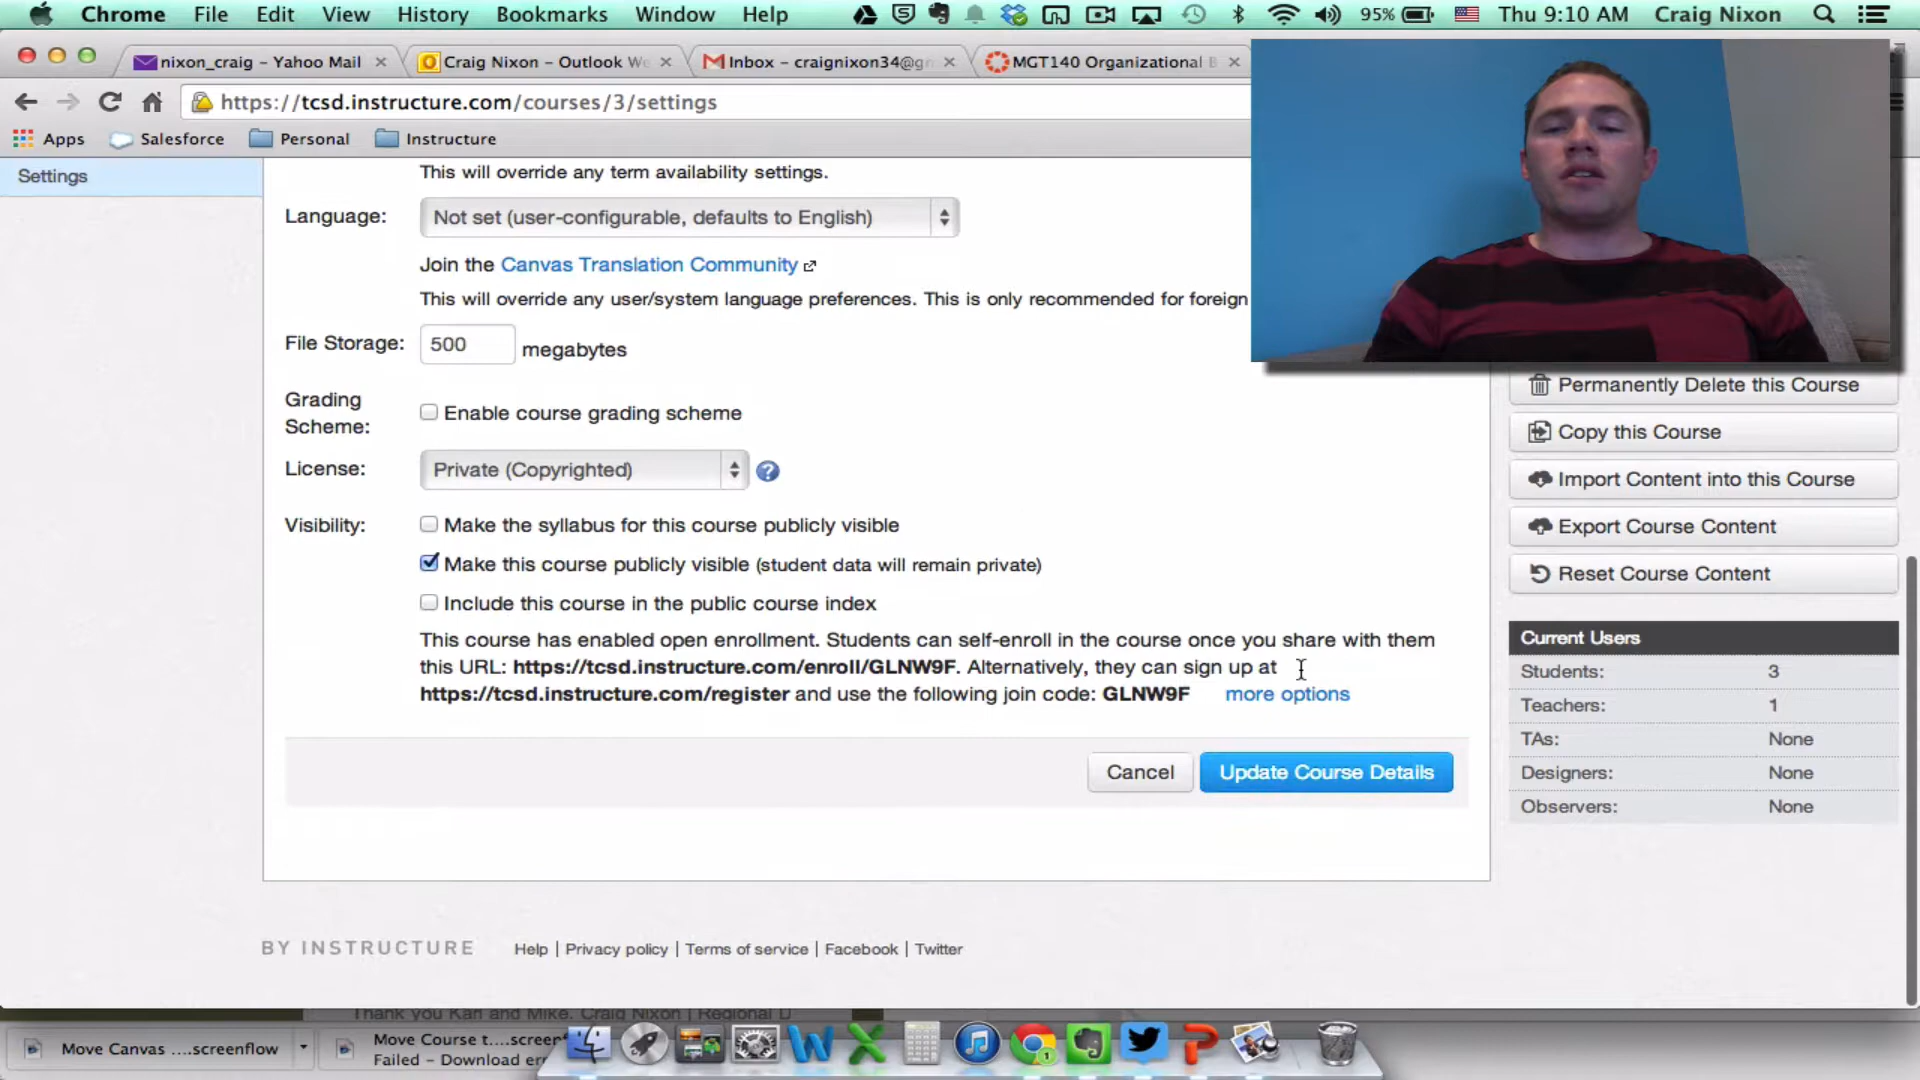 Chrome File Edit View History Bookmarks Window Help 95% Thu 9:10 AM Craig Nixon
nixon_craig – Yahoo Mail
Craig Nixon – Outlook We
Inbox – craignixon34@gm
MGT140 Organizational B
https://tcsd.instructure.com/courses/3/settings
Apps Salesforce Personal Instructure
Settings
This will override any term availability settings.
Language: Not set (user-configurable, defaults to English)
Join the Canvas Translation Community
This will override any user/system language preferences. This is only recommended for foreign
File Storage: 500 megabytes
Grading
Scheme:
Enable course grading scheme
License: Private (Copyrighted) ?
Visibility: Make the syllabus for this course publicly visible
Make this course publicly visible (student data will remain private)
Include this course in the public course index
This course has enabled open enrollment. Students can self-enroll in the course once you share with them
this URL: https://tcsd.instructure.com/enroll/GLNW9F. Alternatively, they can sign up at
https://tcsd.instructure.com/register and use the following join code: GLNW9F more options
Cancel Update Course Details
Permanently Delete this Course
Copy this Course
Import Content into this Course
Export Course Content
Reset Course Content
Current Users
Students: 3
Teachers: 1
TAs: None
Designers: None
Observers: None
BY INSTRUCTURE Help | Privacy policy | Terms of service | Facebook | Twitter
Thank you Kari and Mike. Craig Nixon | Regional D
Move Canvas ....screenflow
Move Course t....screen
Failed – Download err